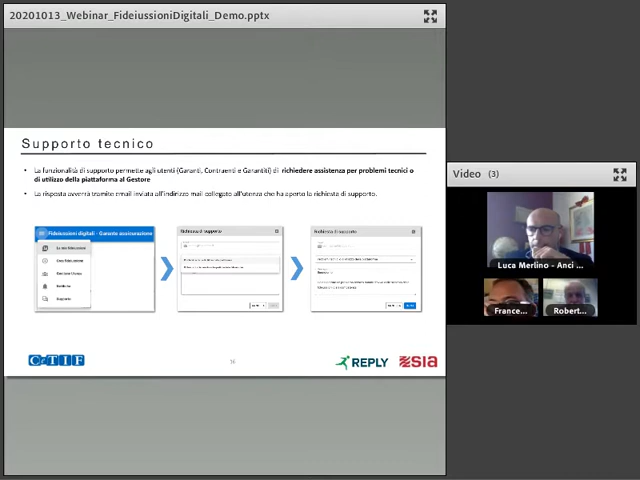 20201013_Webinar_FideiussioniDigitali_Demo.pptx
Supporto tecnico
• La funzionalità di supporto permette agli utenti (Garanti, Contraenti e Garantiti) di richiedere assistenza per problemi tecnici o
di utilizzo della piattaforma al Gestore
• La risposta avverrà tramite email inviata all'indirizzo mail collegato all'utenza che ha aperto la richiesta di supporto.
Fideiussioni digitali - Garante assicurazione
Richiesta di supporto
Richiesta di supporto
CeTIF
16
REPLY
SIA
Video (3)
Luca Merlino - Anci ...
France...
Robert...